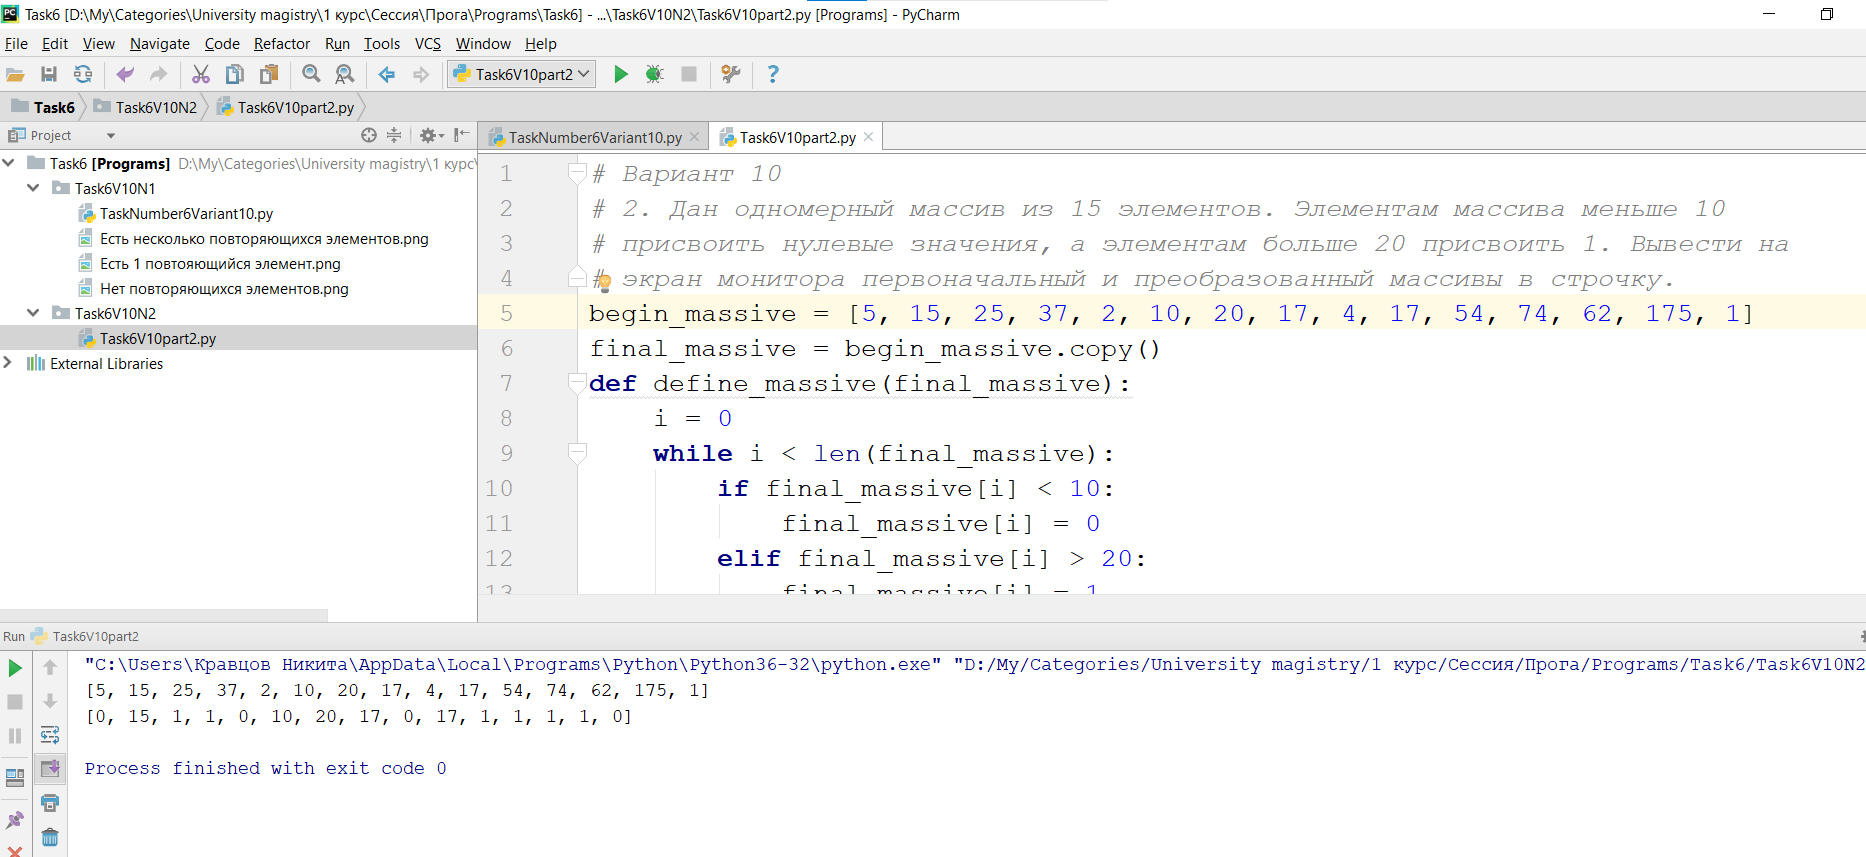 Task6 [D:\My\Categories\University magistry\1 курс\Сессия\Прога\Programs\Task6] - ...\Task6V10N2\Task6V10part2.py [Programs] - PyCharm
File Edit View Navigate Code Refactor Run Tools VCS Window Help
Task6V10part2
Task6 Task6V10N2 Task6V10part2.py
Project
TaskNumber6Variant10.py Task6V10part2.py
Task6 [Programs] D:\My\Categories\University magistry\1 курс\
Task6V10N1
TaskNumber6Variant10.py
Есть несколько повторяющихся элементов.png
Есть 1 повтояющийся элемент.png
Нет повторяющихся элементов.png
Task6V10N2
Task6V10part2.py
External Libraries
1 # Вариант 10
2 # 2. Дан одномерный массив из 15 элементов. Элементам массива меньше 10
3 # присвоить нулевые значения, а элементам больше 20 присвоить 1. Вывести на
4 # экран монитора первоначальный и преобразованный массивы в строчку.
5 begin_massive = [5, 15, 25, 37, 2, 10, 20, 17, 4, 17, 54, 74, 62, 175, 1]
6 final_massive = begin_massive.copy()
7 def define_massive(final_massive):
8 i = 0
9 while i < len(final_massive):
10 if final_massive[i] < 10:
11 final_massive[i] = 0
12 elif final_massive[i] > 20:
13 final_massive[i] = 1
Run Task6V10part2
"C:\Users\Кравцов Никита\AppData\Local\Programs\Python\Python36-32\python.exe" "D:/My/Categories/University magistry/1 курс/Сессия/Прога/Programs/Task6/Task6V10N2
[5, 15, 25, 37, 2, 10, 20, 17, 4, 17, 54, 74, 62, 175, 1]
[0, 15, 1, 1, 0, 10, 20, 17, 0, 17, 1, 1, 1, 1, 0]
Process finished with exit code 0